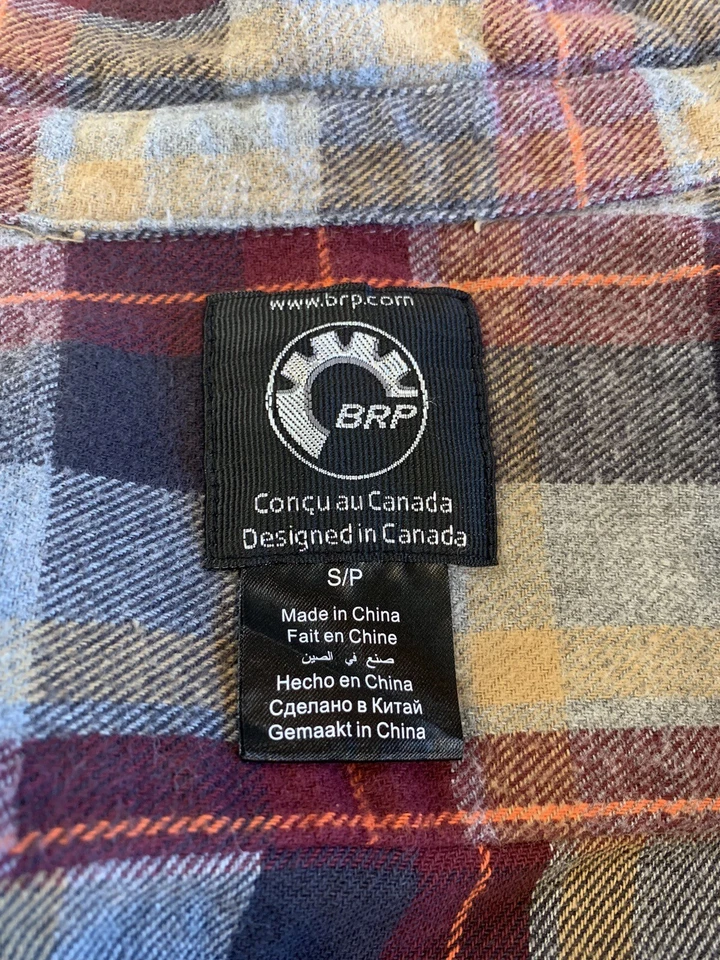 www.brp.com
BRP
Conçu au Canada
Designed in Canada
S/P
Made in China
Fait en Chine
صنع في الصين
Hecho en China
Сделано в Китай
Gemaakt in China